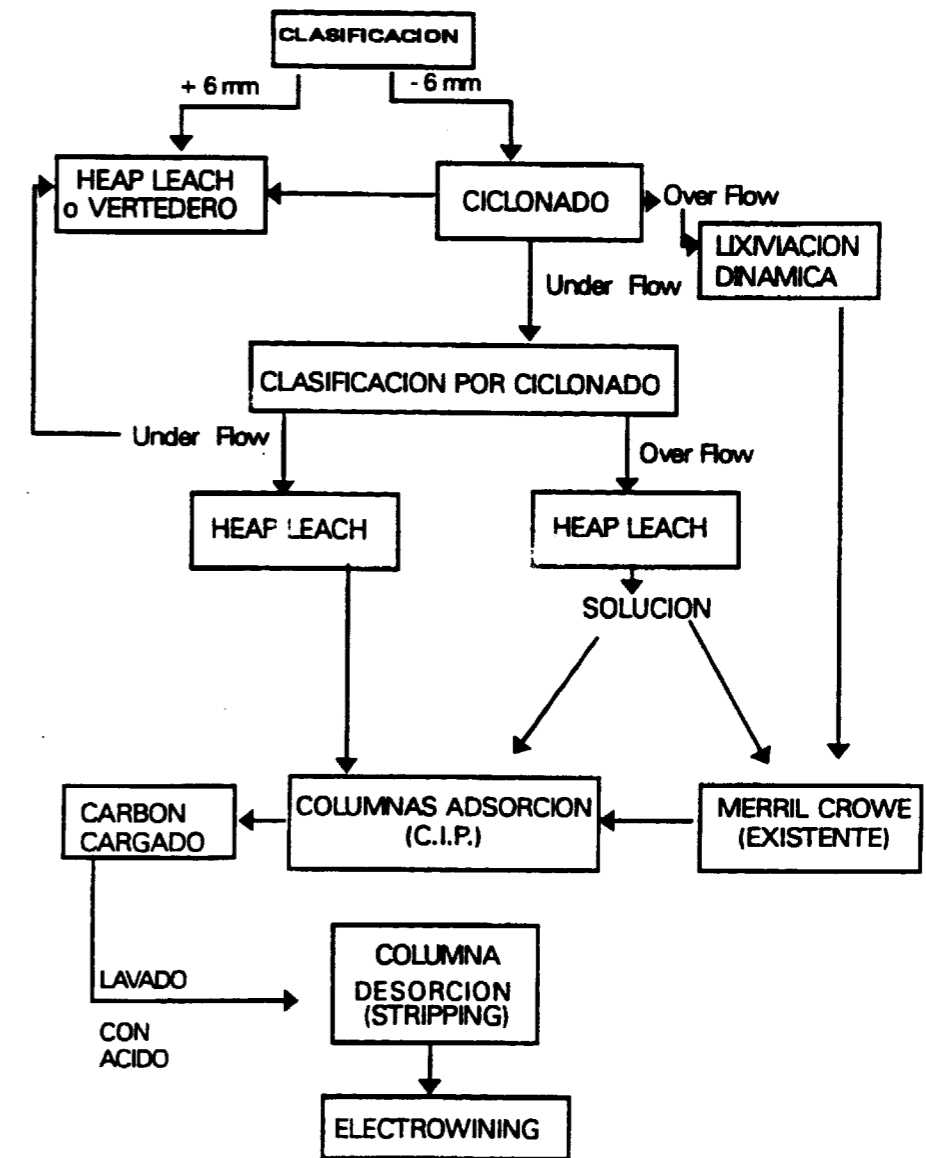 CLASIFICACION
+ 6 mm
- 6 mm
HEAP LEACH
o VERTEDERO
CICLONADO
Over Flow
LIXIVIACION
DINAMICA
Under Flow
CLASIFICACION POR CICLONADO
Under Flow
Over Flow
HEAP LEACH
HEAP LEACH
SOLUCION
CARBON
CARGADO
COLUMNAS ADSORCION
(C.I.P.)
MERRIL CROWE
(EXISTENTE)
LAVADO
CON
ACIDO
COLUMNA
DESORCION
(STRIPPING)
ELECTROWINING